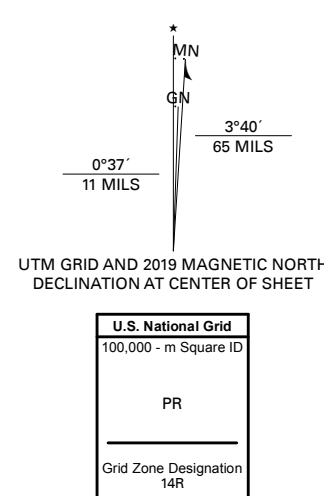 ★
MN
GN
3°40´
65 MILS
0°37´
11 MILS
UTM GRID AND 2019 MAGNETIC NORTH
DECLINATION AT CENTER OF SHEET
U.S. National Grid
100,000 - m Square ID
PR
Grid Zone Designation
14R